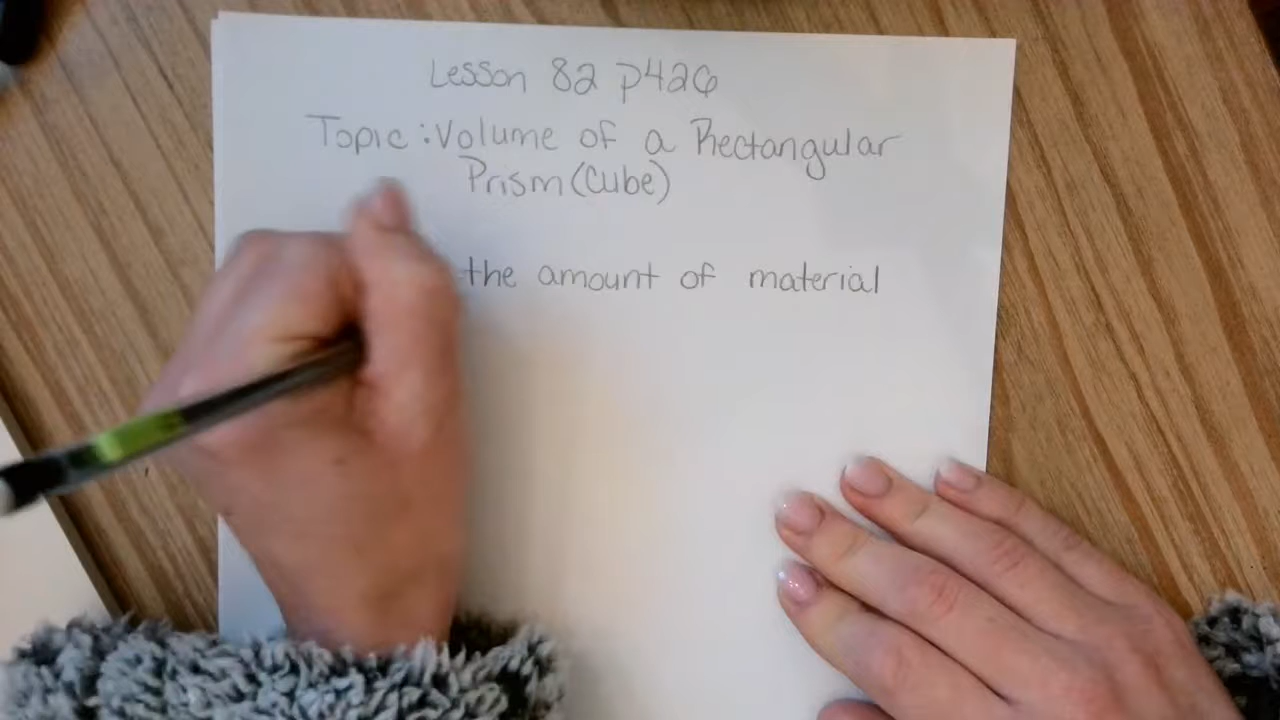 Lesson 82 p426
Topic: Volume of a Rectangular
Prism (Cube)
the amount of material